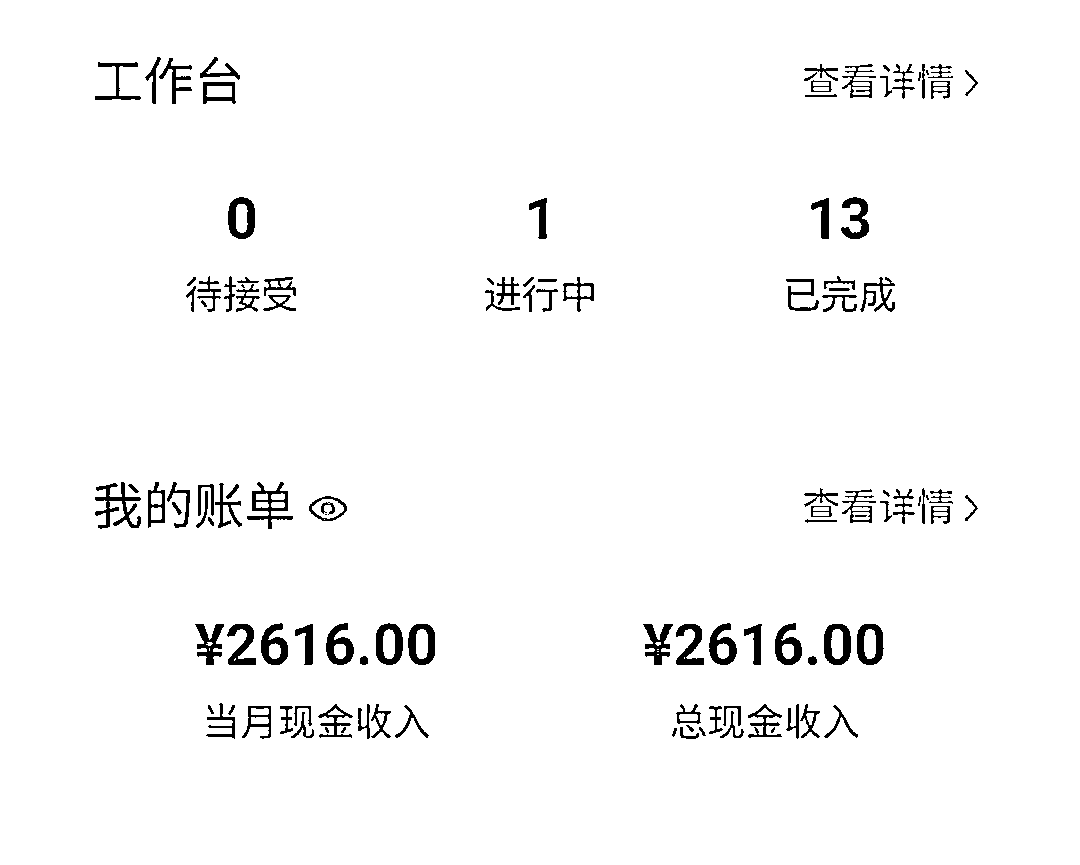 工作台 查看详情
0 1 13
待接受 进行中 已完成
我的账单 查看详情
¥2616.00 ¥2616.00
当月现金收入 总现金收入